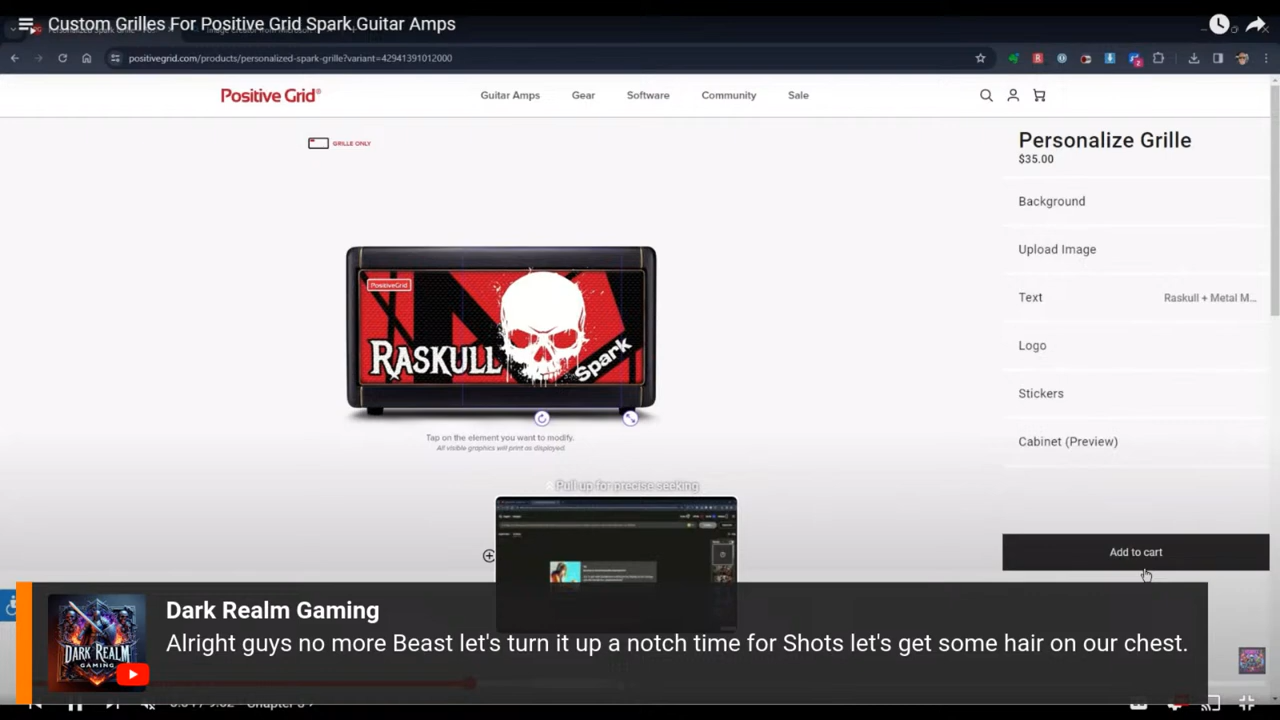 Custom Grilles For Positive Grid Spark Guitar Amps
positivegrid.com/products/personalized-spark-grille?variant=42941391012000
Positive Grid
Guitar Amps
Gear
Software
Community
Sale
GRILLE ONLY
Personalize Grille
$35.00
Background
Upload Image
Text
Raskull + Metal M...
Logo
Stickers
Cabinet (Preview)
PositiveGrid
RASKULL
Spark
Tap on the element you want to modify.
All visible graphics will print as displayed.
Pull up for precise seeking
Add to cart
Dark Realm Gaming
Alright guys no more Beast let's turn it up a notch time for Shots let's get some hair on our chest.
DARK REALM
GAMING